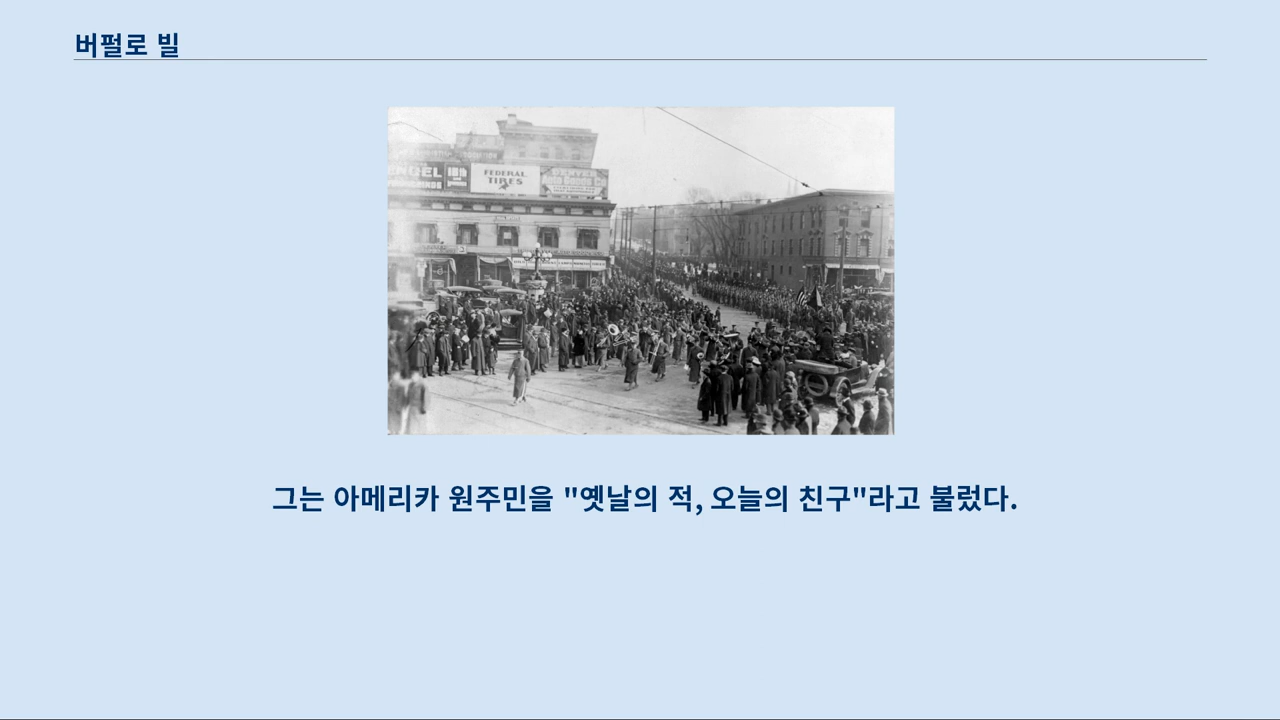 버펄로 빌
ENGEL
FEDERAL
TIRES
그는 아메리카 원주민을 "옛날의 적, 오늘의 친구"라고 불렀다.